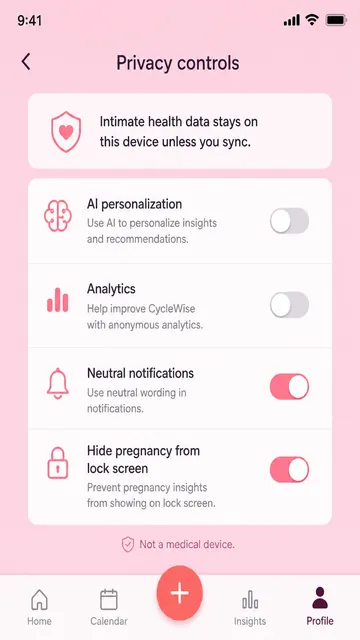 9:41
Privacy controls
Intimate health data stays on
this device unless you sync.
AI personalization
Use AI to personalize insights
and recommendations.
Analytics
Help improve CycleWise
with anonymous analytics.
Neutral notifications
Use neutral wording in
notifications.
Hide pregnancy from
lock screen
Prevent pregnancy insights
from showing on lock screen.
Not a medical device.
Home
Calendar
Insights
Profile